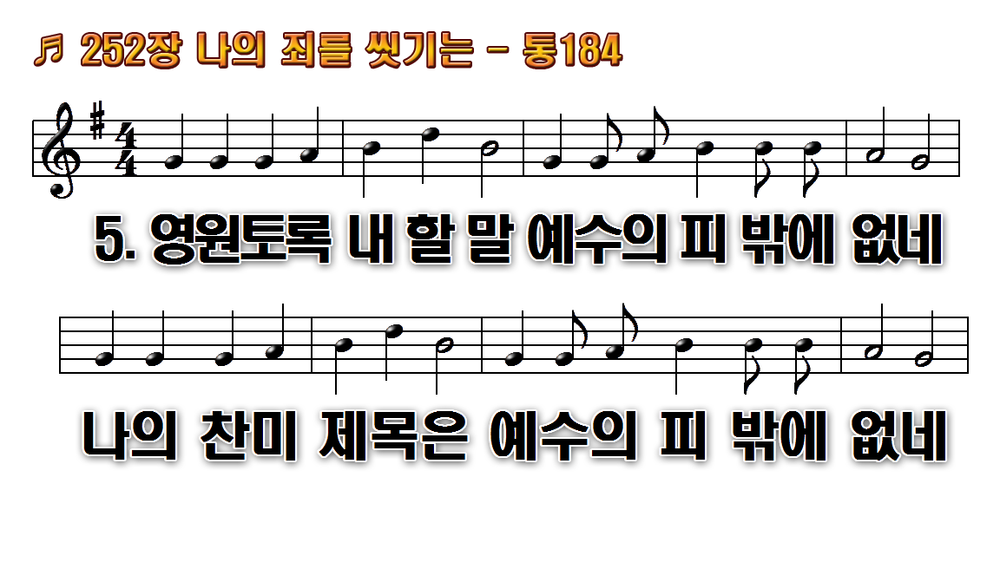 ♬ 252장 나의 죄를 씻기는 - 통184
5. 영원토록 내 할 말 예수의 피 밖에 없네
나의 찬미 제목은 예수의 피 밖에 없네